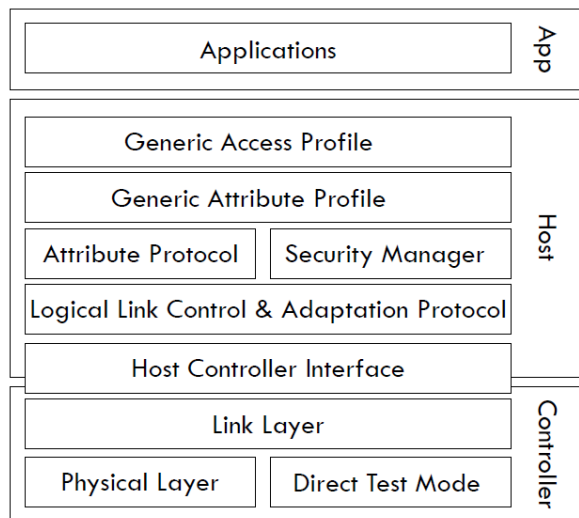 Applications
App
Generic Access Profile
Generic Attribute Profile
Attribute Protocol
Security Manager
Logical Link Control & Adaptation Protocol
Host
Host Controller Interface
Link Layer
Physical Layer
Direct Test Mode
Controller